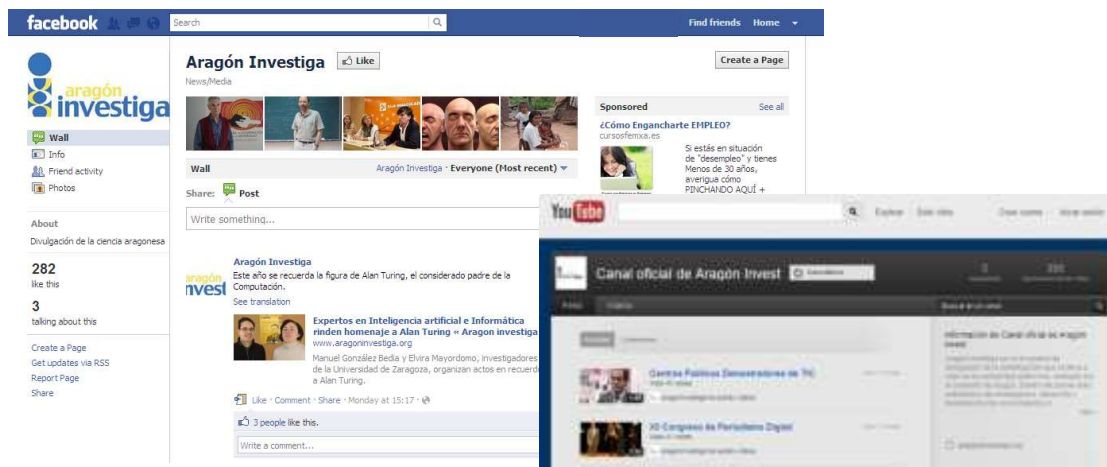 facebook
Search
Find friends Home
aragón
investiga
Aragón Investiga Like
Create a Page
News/Media
Wall
Info
Friend activity
Photos
Wall
Aragón Investiga · Everyone (Most recent)
Share: Post
Write something...
Sponsored See all
¿Cómo Engancharte EMPLEO?
cursosfemxa.es
Si estás en situación
de "desempleo" y tienes
Menos de 30 años,
averigua cómo
PINCHANDO AQUÍ +
About
Divulgación de la ciencia aragonesa
282
like this
3
talking about this
Create a Page
Get updates via RSS
Report Page
Share
aragón
invest
Aragón Investiga
Este año se recuerda la figura de Alan Turing, el considerado padre de la
Computación.
See translation
Expertos en Inteligencia artificial e Informática
rinden homenaje a Alan Turing « Aragon investiga
www.aragoninvestiga.org
Manuel González Bedia y Elvira Mayordomo, investigadores
de la Universidad de Zaragoza, organizan actos en recuerdo
a Alan Turing.
Like · Comment · Share · Monday at 15:17
3 people like this.
Write a comment...
YouTube
Canal oficial de Aragón Invest
Centros Públicos Demostradores de TIC
XII Congreso de Periodismo Digital